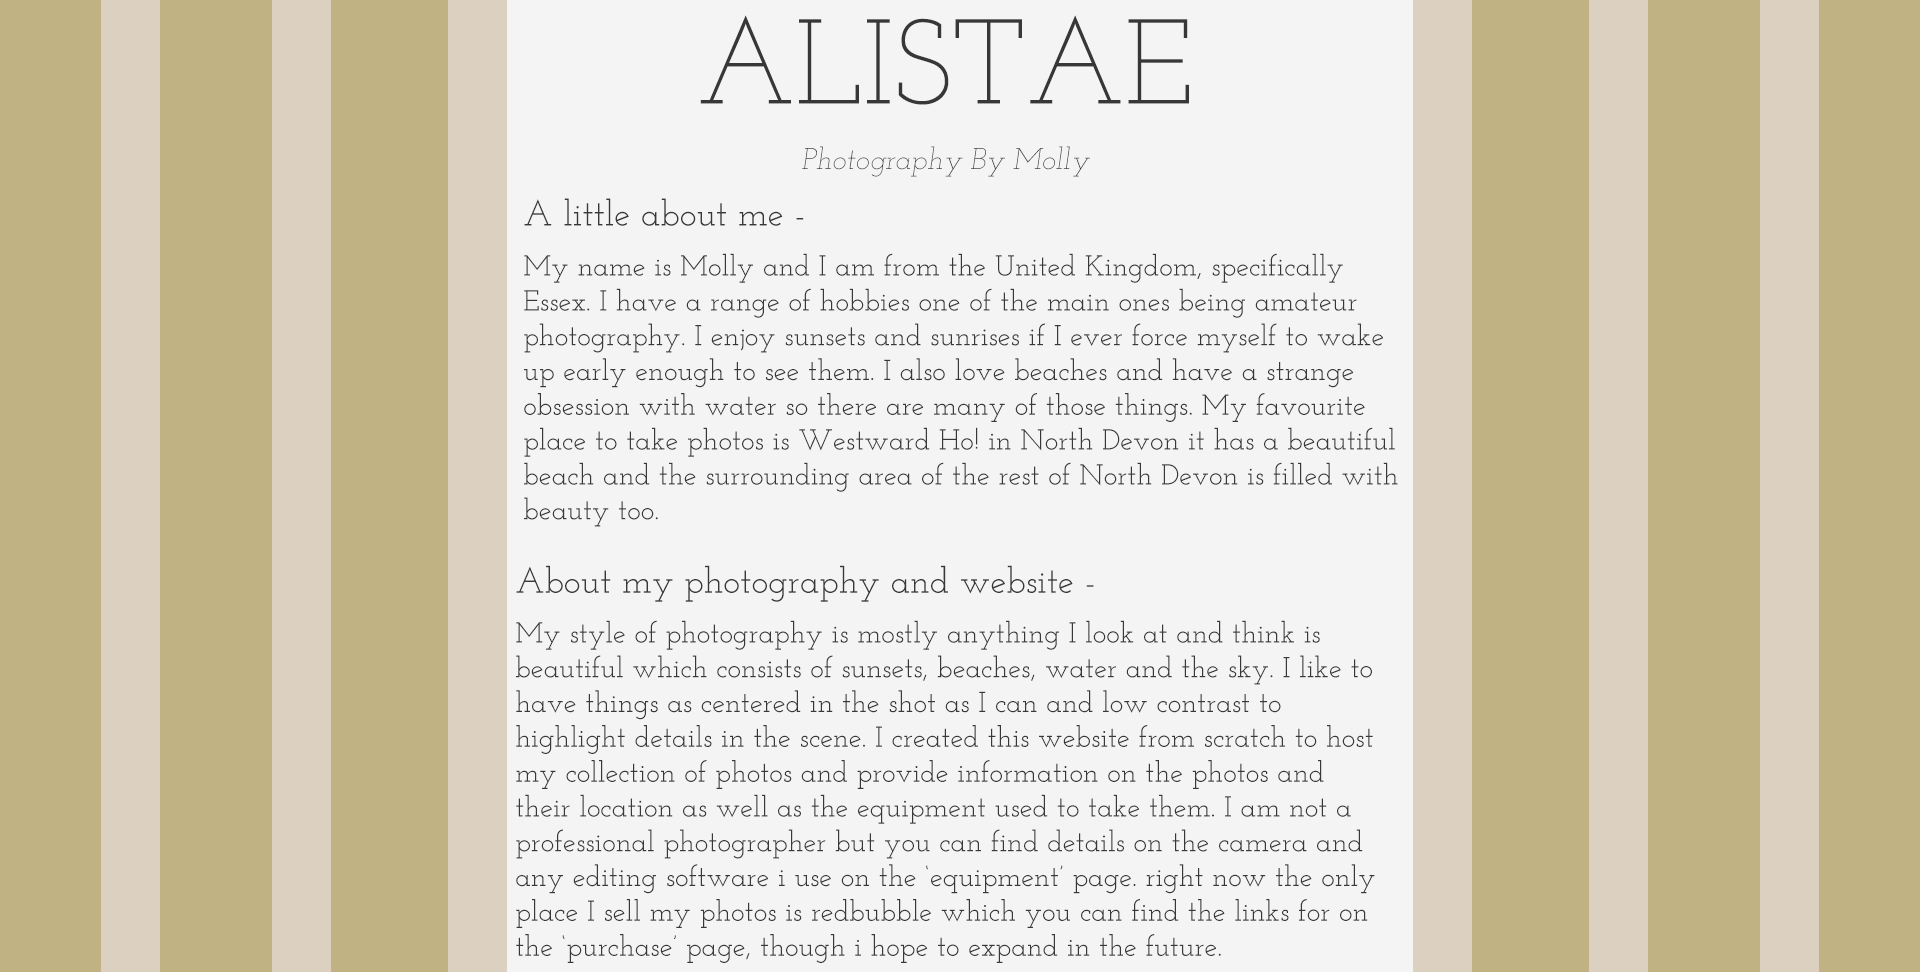 ALISTAE
Photography By Molly
A little about me -
My name is Molly and I am from the United Kingdom, specifically
Essex. I have a range of hobbies one of the main ones being amateur
photography. I enjoy sunsets and sunrises if I ever force myself to wake
up early enough to see them. I also love beaches and have a strange
obsession with water so there are many of those things. My favourite
place to take photos is Westward Ho! in North Devon it has a beautiful
beach and the surrounding area of the rest of North Devon is filled with
beauty too.
About my photography and website -
My style of photography is mostly anything I look at and think is
beautiful which consists of sunsets, beaches, water and the sky. I like to
have things as centered in the shot as I can and low contrast to
highlight details in the scene. I created this website from scratch to host
my collection of photos and provide information on the photos and
their location as well as the equipment used to take them. I am not a
professional photographer but you can find details on the camera and
any editing software i use on the ‘equipment’ page. right now the only
place I sell my photos is redbubble which you can find the links for on
the ‘purchase’ page, though i hope to expand in the future.